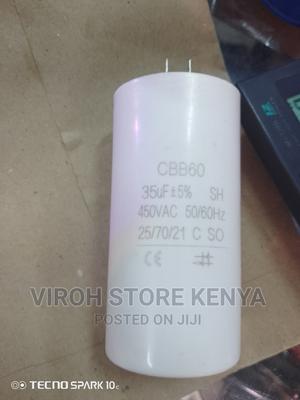 CBB60
35uF±5% SH
450VAC 50/60Hz
25/70/21 C SO
CE
VIROH STORE KENYA
POSTED ON JIJI
TECNO SPARK 10c